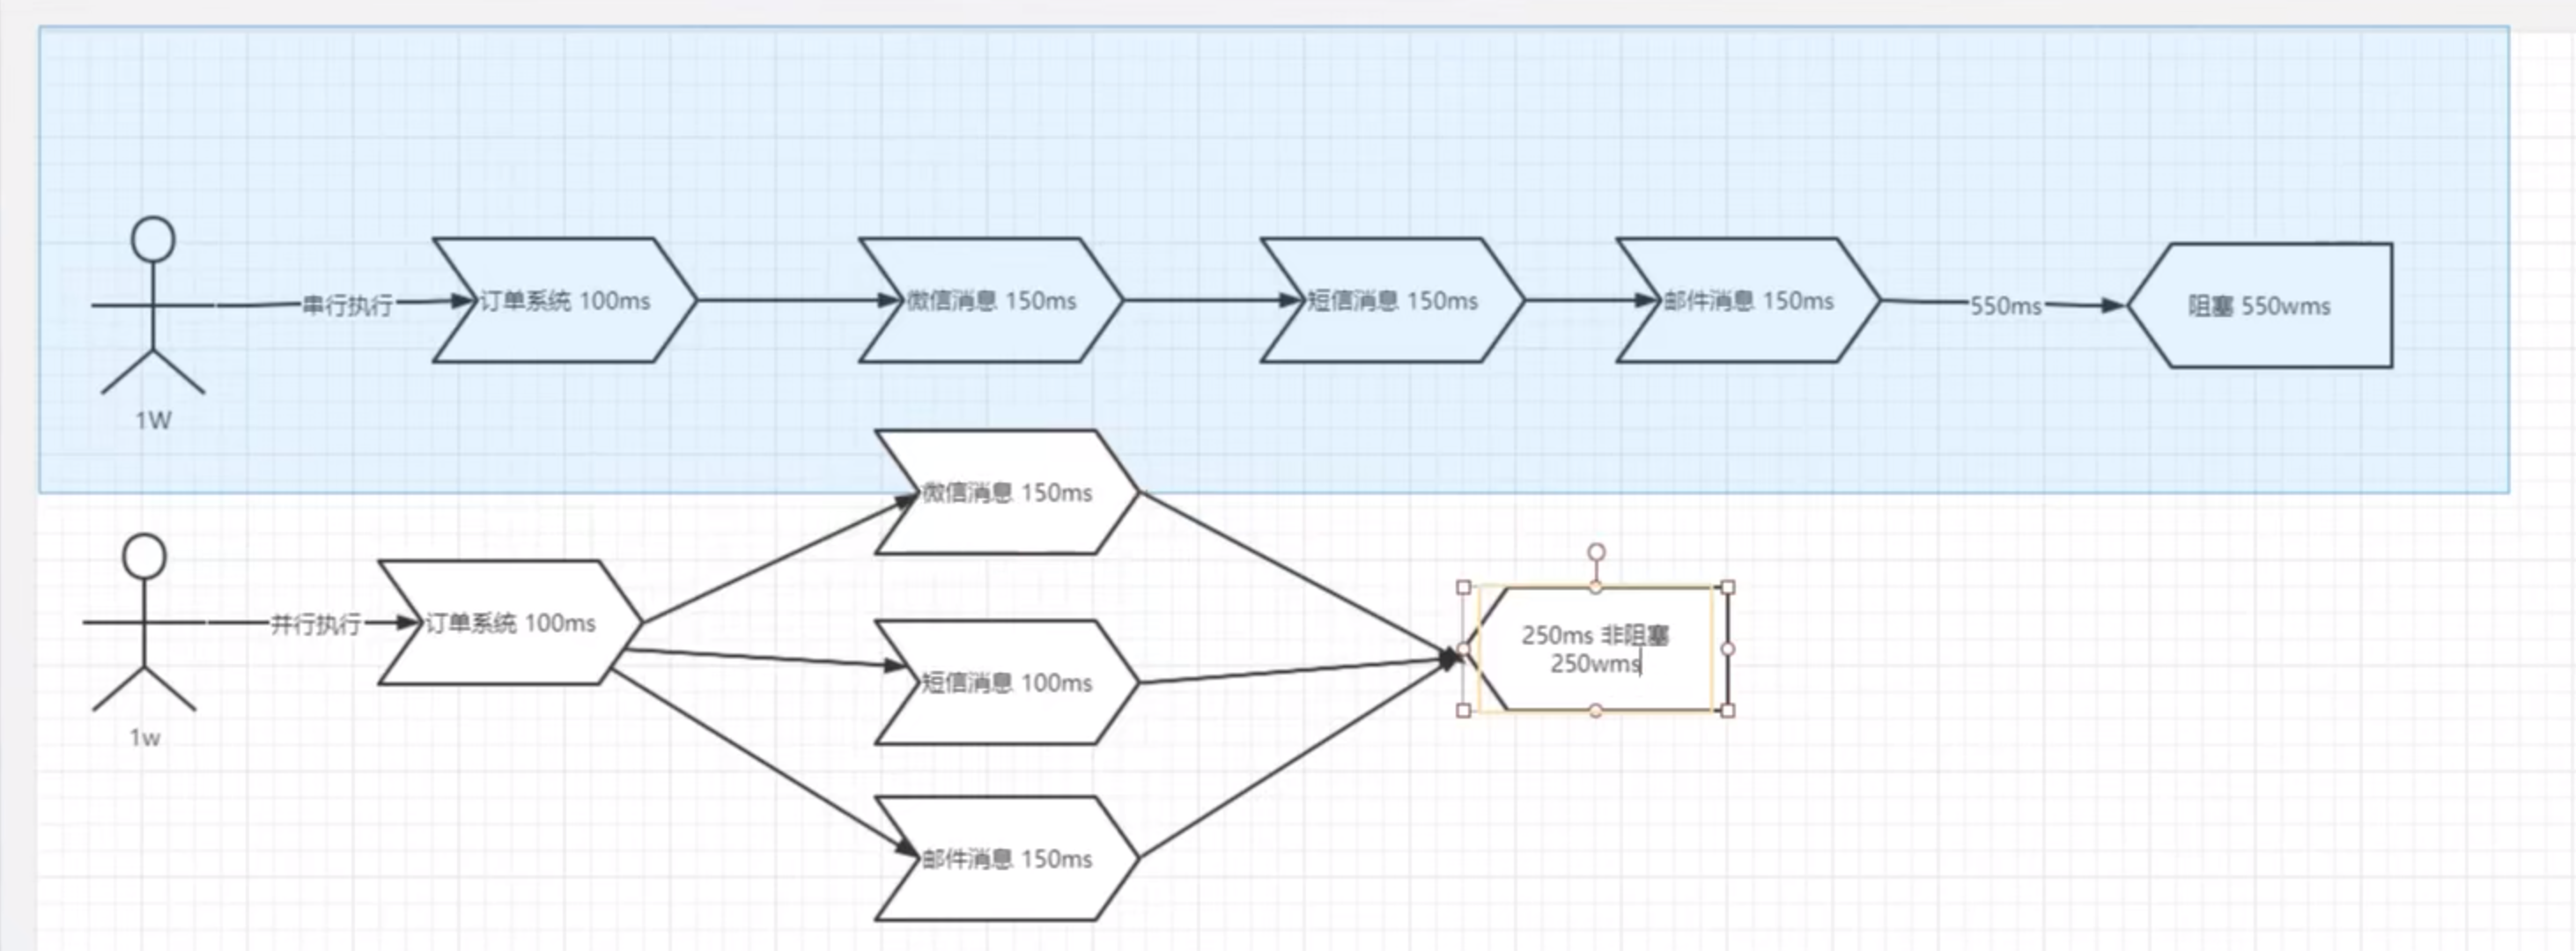 串行执行
订单系统 100ms
微信消息 150ms
短信消息 150ms
邮件消息 150ms
550ms
阻塞 550wms
1W
微信消息 150ms
并行执行
订单系统 100ms
短信消息 100ms
250ms 非阻塞
250wms
1w
邮件消息 150ms